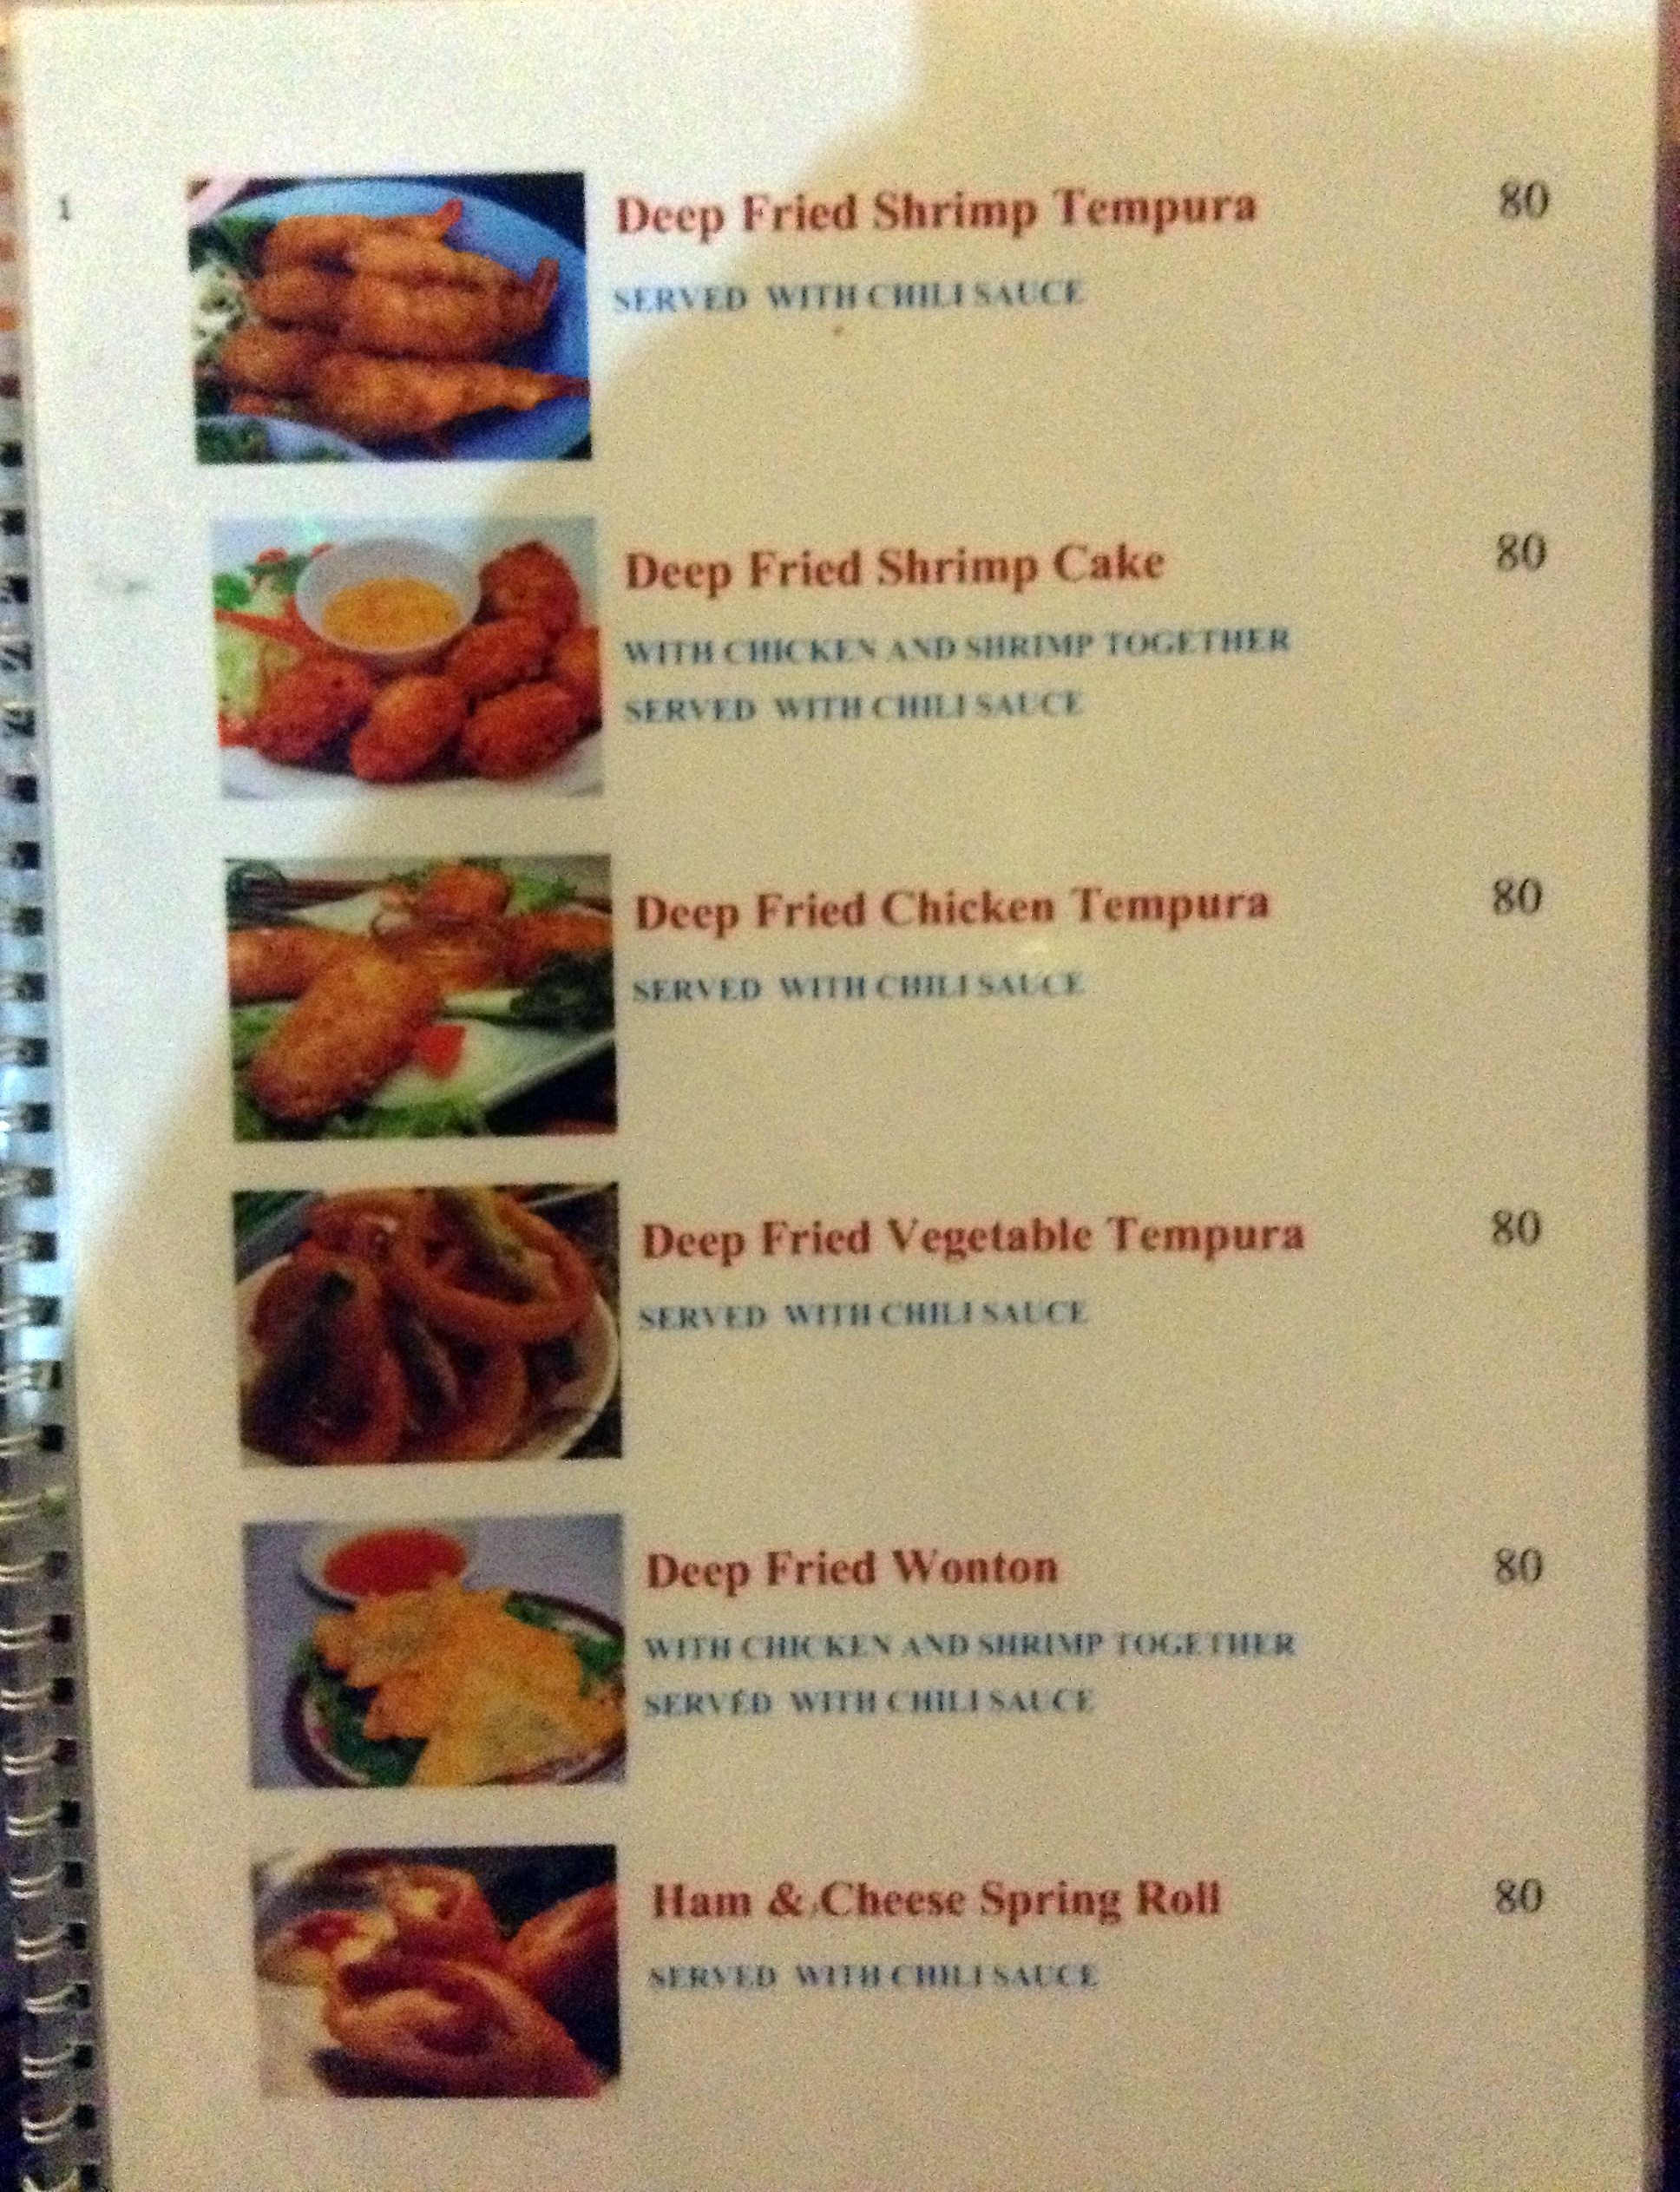 1 Deep Fried Shrimp Tempura 80
SERVED WITH CHILI SAUCE
Deep Fried Shrimp Cake 80
WITH CHICKEN AND SHRIMP TOGETHER
SERVED WITH CHILI SAUCE
Deep Fried Chicken Tempura 80
SERVED WITH CHILI SAUCE
Deep Fried Vegetable Tempura 80
SERVED WITH CHILI SAUCE
Deep Fried Wonton 80
WITH CHICKEN AND SHRIMP TOGETHER
SERVED WITH CHILI SAUCE
Ham & Cheese Spring Roll 80
SERVED WITH CHILI SAUCE